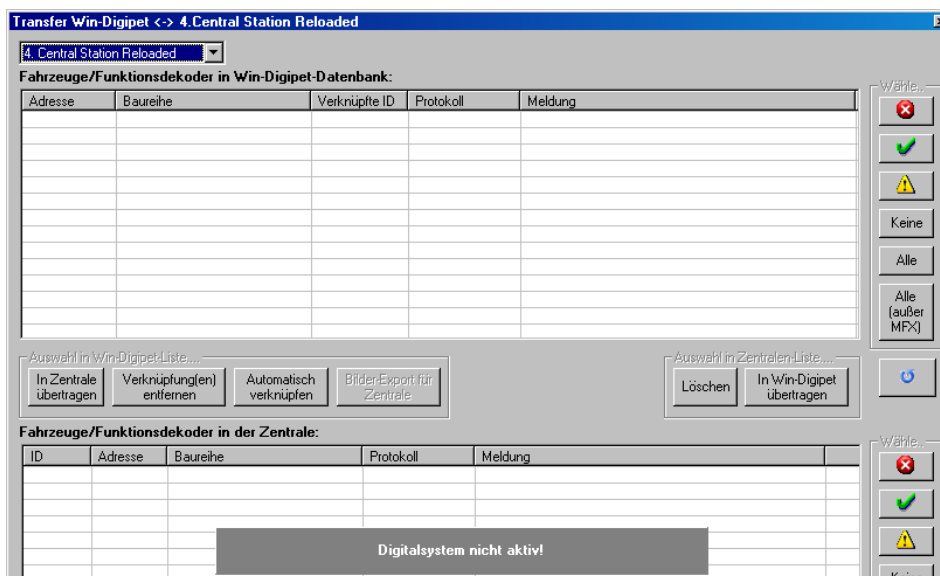 Transfer Win-Digipet <-> 4.Central Station Reloaded
4. Central Station Reloaded
Fahrzeuge/Funktionsdekoder in Win-Digipet-Datenbank:
Adresse Baureihe Verknüpfte ID Protokoll Meldung
Wähle..
Keine
Alle
Alle
(außer
MFX)
Auswahl in Win-Digipet-Liste....
In Zentrale
übertragen
Verknüpfung(en)
entfernen
Automatisch
verknüpfen
Bilder-Export für
Zentrale
Auswahl in Zentralen-Liste....
Löschen
In Win-Digipet
übertragen
Fahrzeuge/Funktionsdekoder in der Zentrale:
ID Adresse Baureihe Protokoll Meldung
Wähle..
Digitalsystem nicht aktiv!
Keine